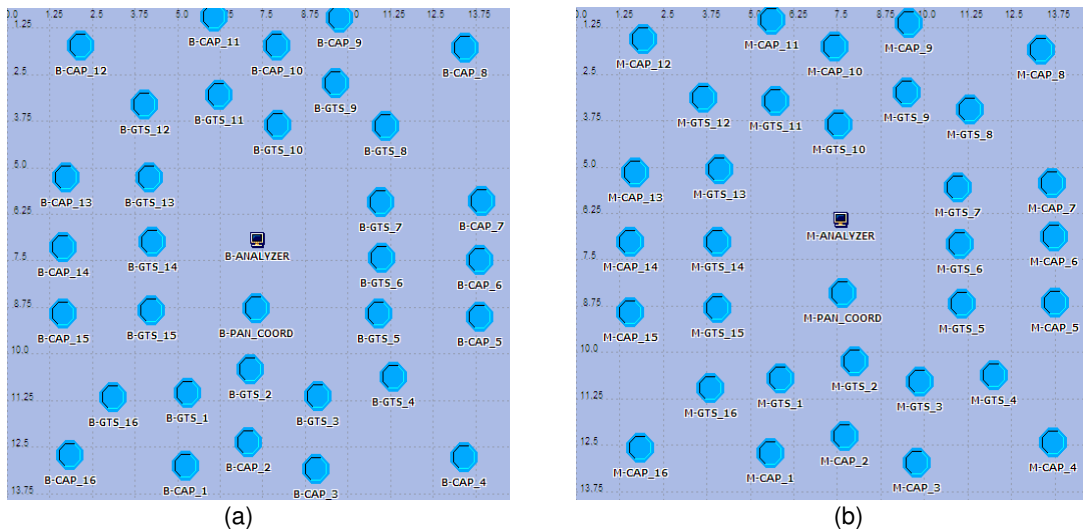 0.0 1.25 2.5 3.75 5.0 6.25 7.5 8.75 10.0 11.25 12.5 13.75
1.25
B-CAP_11 B-CAP_9
B-CAP_12 B-CAP_10 B-CAP_8
2.5
B-GTS_9
B-GTS_12 B-GTS_11
3.75
B-GTS_10 B-GTS_8
5.0
B-CAP_13 B-GTS_13
6.25
B-GTS_7 B-CAP_7
B-CAP_14 B-GTS_14 B-ANALYZER
7.5
B-GTS_6 B-CAP_6
8.75
B-CAP_15 B-GTS_15 B-PAN_COORD B-GTS_5 B-CAP_5
10.0
B-GTS_2 B-GTS_4
11.25
B-GTS_16 B-GTS_1 B-GTS_3
12.5
B-CAP_16 B-CAP_1 B-CAP_2 B-CAP_3 B-CAP_4
13.75
(a)
0.0 1.25 2.5 3.75 5.0 6.25 7.5 8.75 10.0 11.25 12.5 13.75
1.25
M-CAP_11 M-CAP_9
M-CAP_12 M-CAP_10 M-CAP_8
2.5
M-GTS_12 M-GTS_11 M-GTS_9
3.75
M-GTS_10 M-GTS_8
5.0
M-CAP_13 M-GTS_13
6.25
M-GTS_7 M-CAP_7
M-ANALYZER
7.5
M-CAP_14 M-GTS_14 M-GTS_6 M-CAP_6
8.75
M-CAP_15 M-GTS_15 M-PAN_COORD M-GTS_5 M-CAP_5
10.0
M-GTS_2
11.25
M-GTS_16 M-GTS_1 M-GTS_3 M-GTS_4
12.5
M-CAP_16 M-CAP_1 M-CAP_2 M-CAP_3 M-CAP_4
13.75
(b)